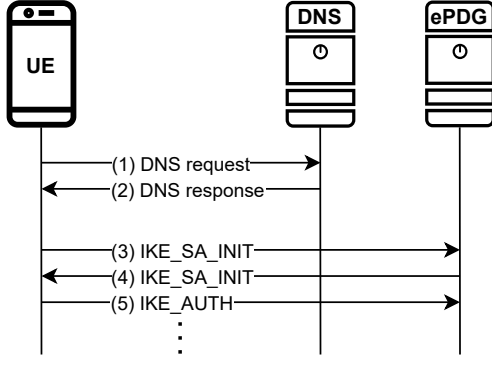 UE
DNS
ePDG
(1) DNS request
(2) DNS response
(3) IKE_SA_INIT
(4) IKE_SA_INIT
(5) IKE_AUTH